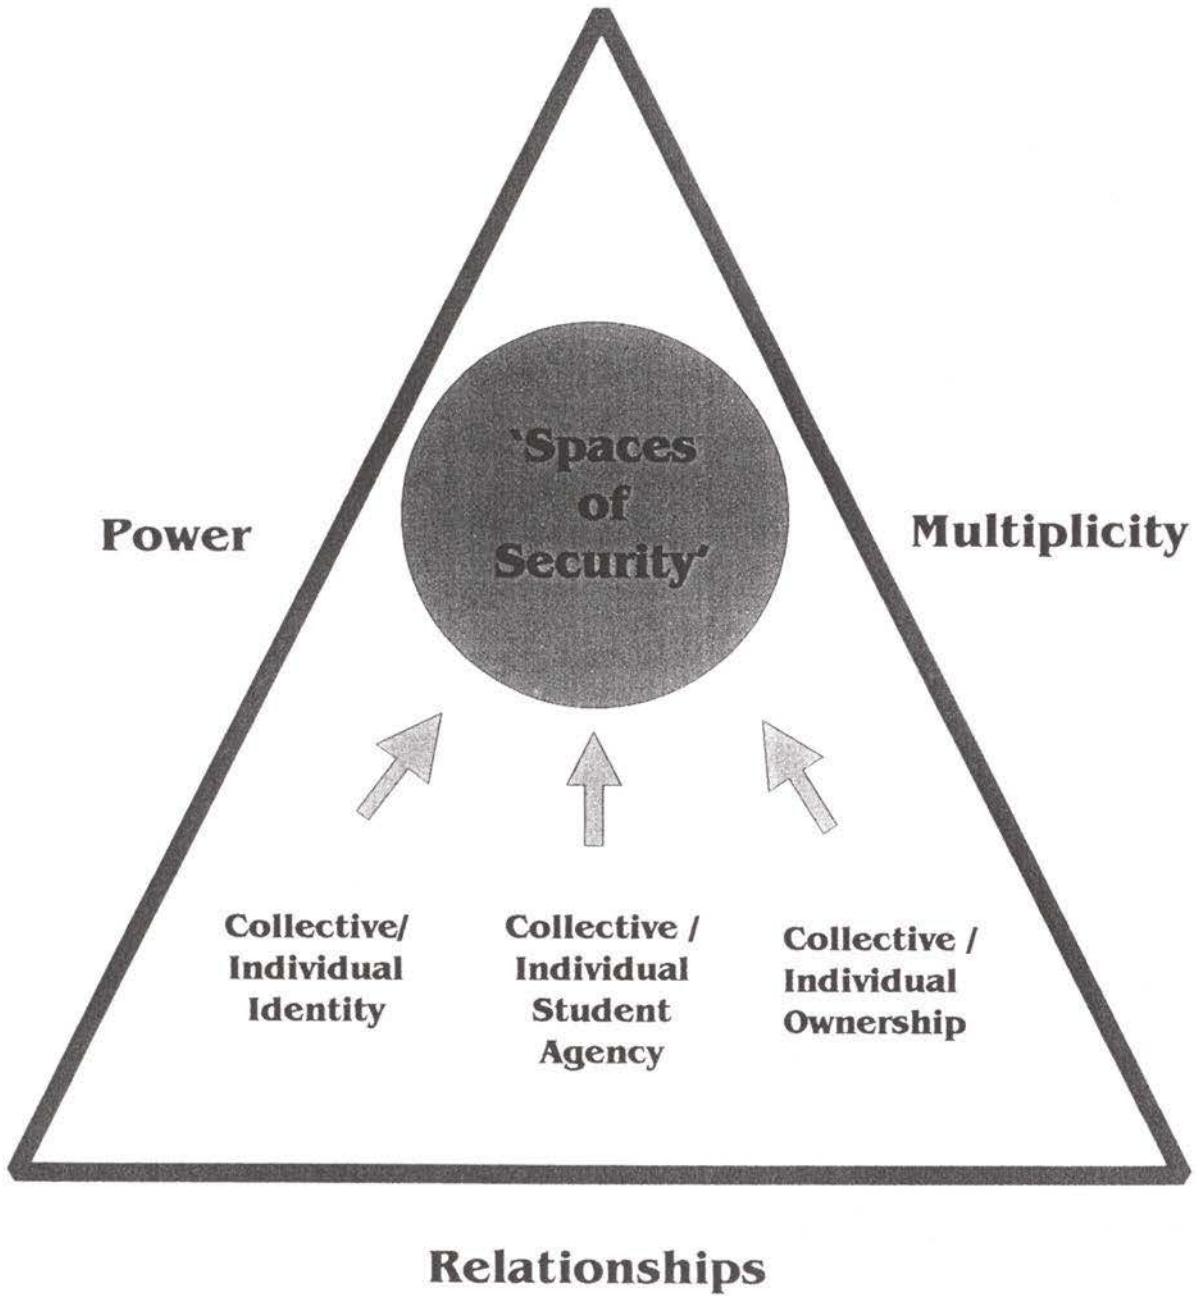 ‘Spaces
of
Security’
Power
Multiplicity
Collective/
Individual
Identity
Collective /
Individual
Student
Agency
Collective /
Individual
Ownership
Relationships